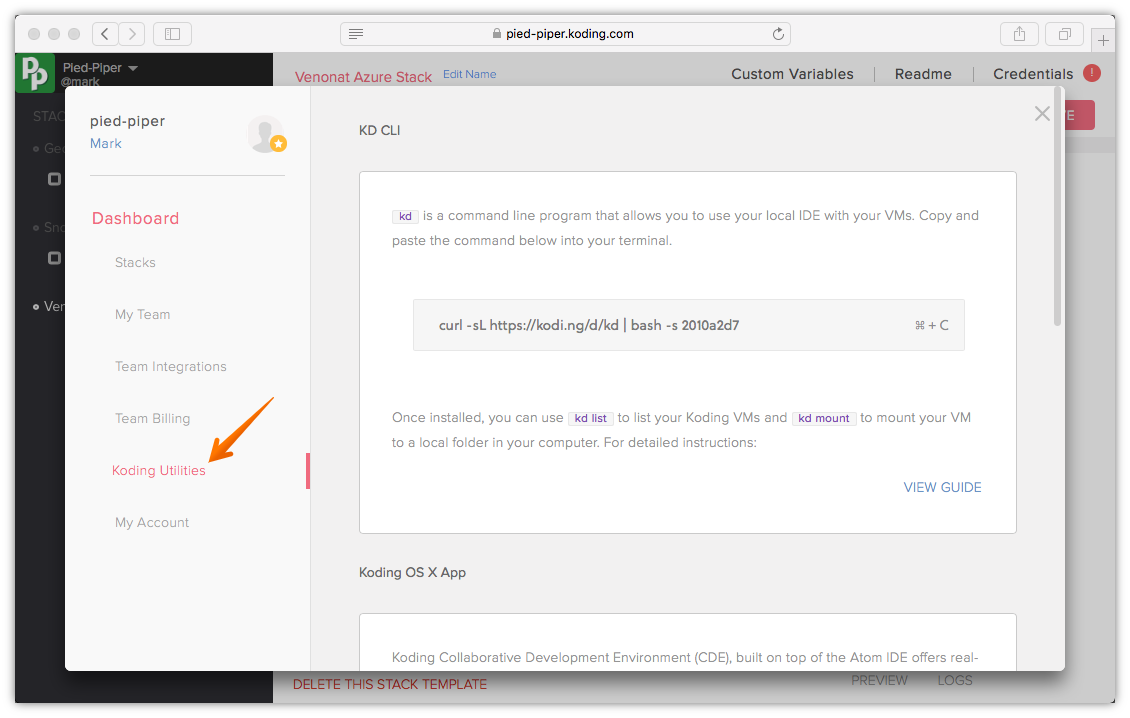 pied-piper.koding.com
Pp
Pied-Piper
@mark
Venonat Azure Stack
Edit Name
Custom Variables
Readme
Credentials
!
STAC
Geo
Sno
Ven
E
pied-piper
Mark
Dashboard
Stacks
My Team
Team Integrations
Team Billing
Koding Utilities
My Account
KD CLI
kd is a command line program that allows you to use your local IDE with your VMs. Copy and
paste the command below into your terminal.
curl -sL https://kodi.ng/d/kd | bash -s 2010a2d7
⌘ + C
Once installed, you can use kd list to list your Koding VMs and kd mount to mount your VM
to a local folder in your computer. For detailed instructions:
VIEW GUIDE
Koding OS X App
Koding Collaborative Development Environment (CDE), built on top of the Atom IDE offers real-
DELETE THIS STACK TEMPLATE
PREVIEW
LOGS